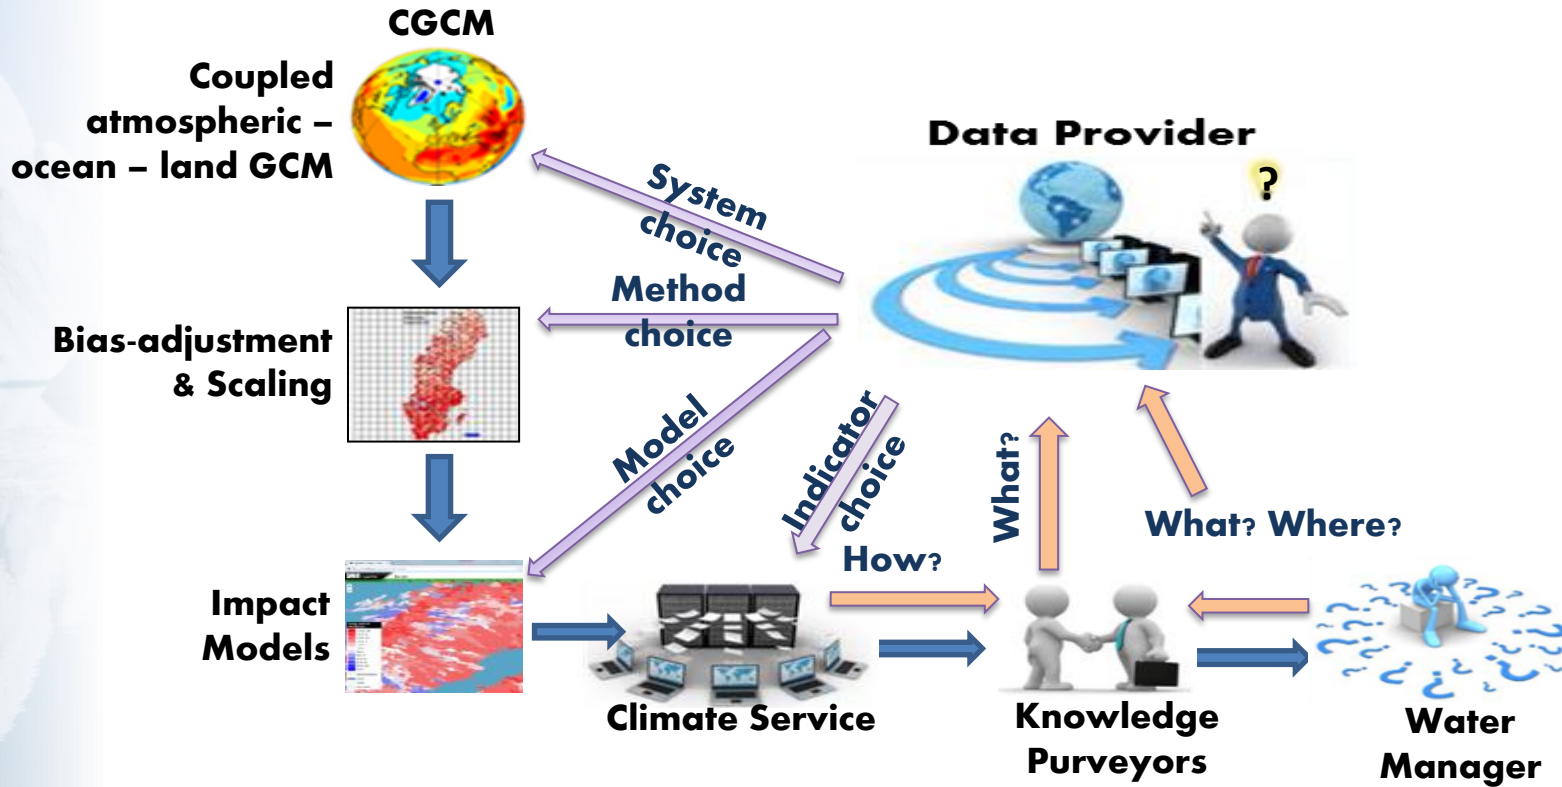 CGCM
Coupled
atmospheric –
ocean – land GCM
Data Provider
?
System
choice
Method
choice
Bias-adjustment
& Scaling
Model
choice
Indicator
choice
What?
What? Where?
How?
Impact
Models
Climate Service
Knowledge
Purveyors
Water
Manager